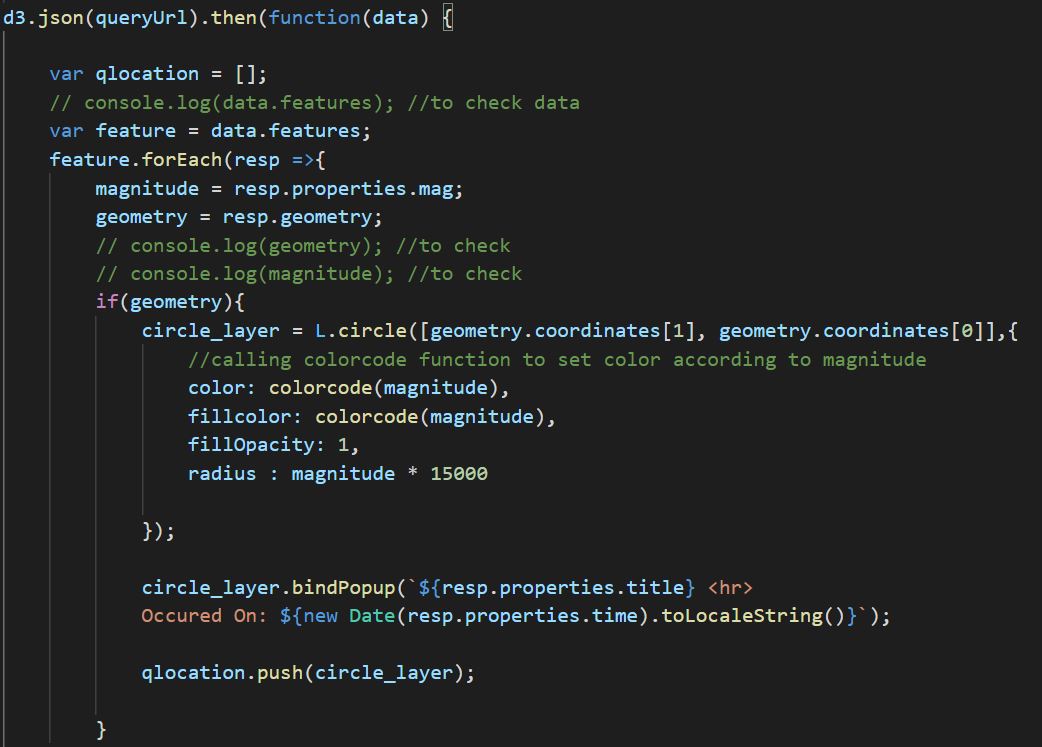 d3.json(queryUrl).then(function(data) {
var qlocation = [];
// console.log(data.features); //to check data
var feature = data.features;
feature.forEach(resp =>{
magnitude = resp.properties.mag;
geometry = resp.geometry;
// console.log(geometry); //to check
// console.log(magnitude); //to check
if(geometry){
circle_layer = L.circle([geometry.coordinates[1], geometry.coordinates[0]],{
//calling colorcode function to set color according to magnitude
color: colorcode(magnitude),
fillcolor: colorcode(magnitude),
fillOpacity: 1,
radius : magnitude * 15000
});
circle_layer.bindPopup(`${resp.properties.title} <hr>
Occured On: ${new Date(resp.properties.time).toLocaleString()}`);
qlocation.push(circle_layer);
}